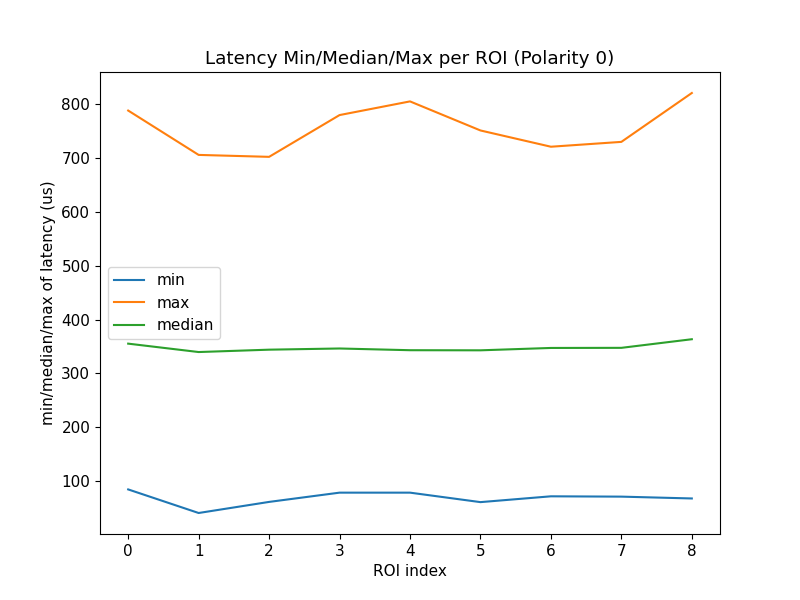 Latency Min/Median/Max per ROI (Polarity 0)
min/median/max of latency (us)
800
700
600
500
400
300
200
100
min
max
median
0 1 2 3 4 5 6 7 8
ROI index